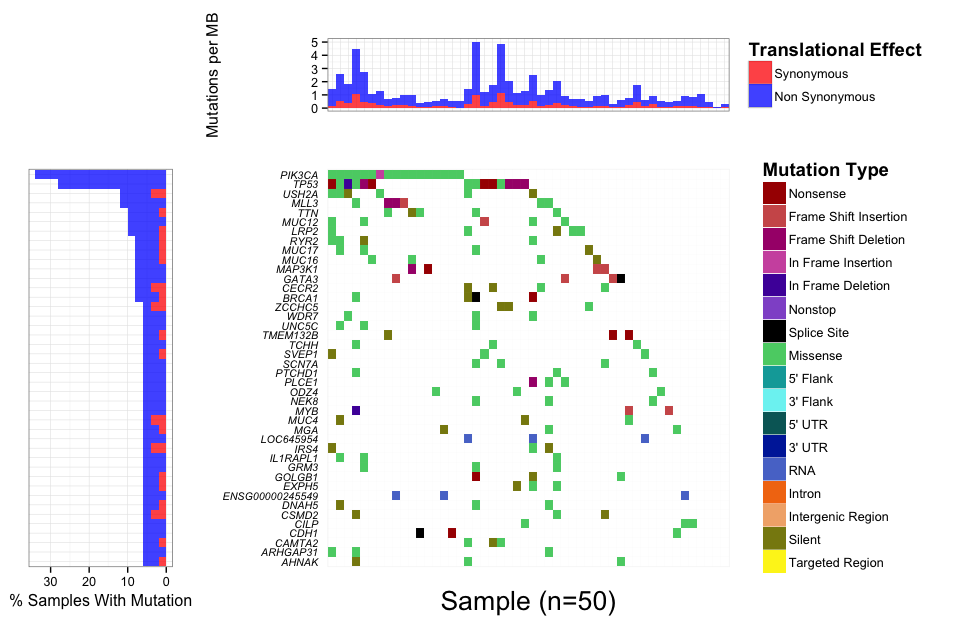 Mutations per MB
5
4
3
2
1
0
Translational Effect
Synonymous
Non Synonymous
PIK3CA
TP53
USH2A
MLL3
TTN
MUC12
LRP2
RYR2
MUC17
MUC16
MAP3K1
GATA3
CECR2
BRCA1
ZCCHC5
WDR7
UNC5C
TMEM132B
TCHH
SVEP1
SCN7A
PTCHD1
PLCE1
ODZ4
NEK8
MYB
MUC4
MGA
LOC645954
IRS4
IL1RAPL1
GRM3
GOLGB1
EXPH5
ENSG00000245549
DNAH5
CSMD2
CILP
CDH1
CAMTA2
ARHGAP31
AHNAK
Mutation Type
Nonsense
Frame Shift Insertion
Frame Shift Deletion
In Frame Insertion
In Frame Deletion
Nonstop
Splice Site
Missense
5' Flank
3' Flank
5' UTR
3' UTR
RNA
Intron
Intergenic Region
Silent
Targeted Region
30 20 10 0
% Samples With Mutation
Sample (n=50)